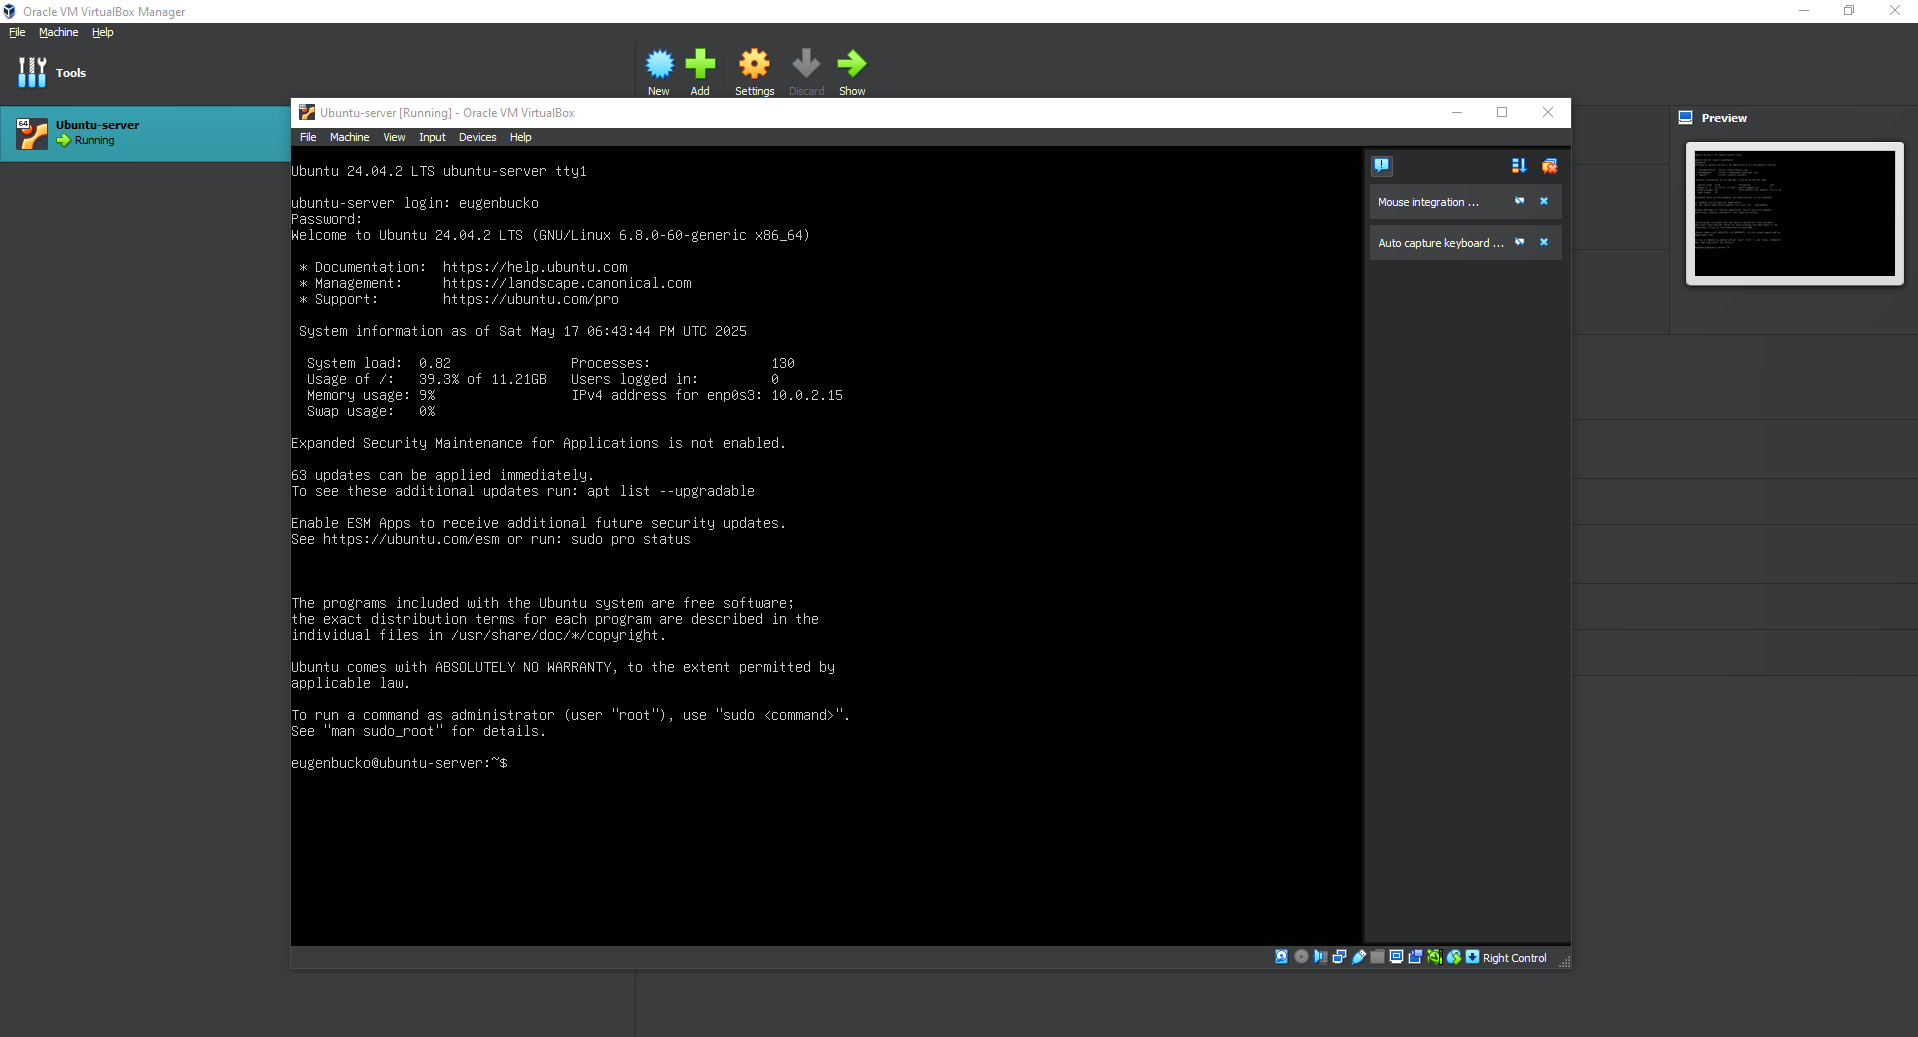 Oracle VM VirtualBox Manager
File Machine Help
Tools
New Add Settings Discard Show
64
Ubuntu-server
Running
Ubuntu-server [Running] - Oracle VM VirtualBox
File Machine View Input Devices Help
Ubuntu 24.04.2 LTS ubuntu-server tty1
ubuntu-server login: eugenbucko
Password:
Welcome to Ubuntu 24.04.2 LTS (GNU/Linux 6.8.0-60-generic x86_64)
* Documentation: https://help.ubuntu.com
* Management: https://landscape.canonical.com
* Support: https://ubuntu.com/pro
System information as of Sat May 17 06:43:44 PM UTC 2025
System load: 0.82 Processes: 130
Usage of /: 39.3% of 11.21GB Users logged in: 0
Memory usage: 9% IPv4 address for enp0s3: 10.0.2.15
Swap usage: 0%
Expanded Security Maintenance for Applications is not enabled.
63 updates can be applied immediately.
To see these additional updates run: apt list --upgradable
Enable ESM Apps to receive additional future security updates.
See https://ubuntu.com/esm or run: sudo pro status
The programs included with the Ubuntu system are free software;
the exact distribution terms for each program are described in the
individual files in /usr/share/doc/*/copyright.
Ubuntu comes with ABSOLUTELY NO WARRANTY, to the extent permitted by
applicable law.
To run a command as administrator (user "root"), use "sudo <command>".
See "man sudo_root" for details.
eugenbucko@ubuntu-server:~$
Mouse integration ...
Auto capture keyboard ...
Right Control
Preview